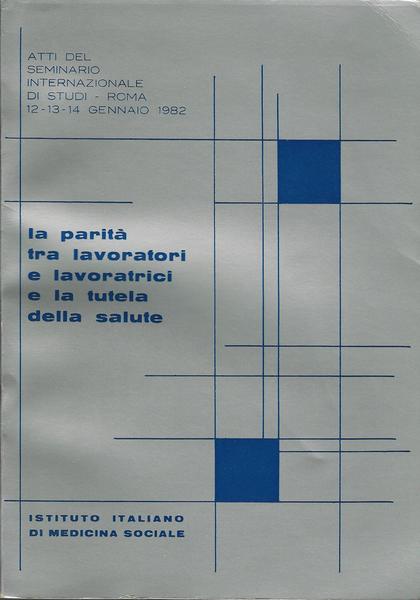 ATTI DEL
SEMINARIO
INTERNAZIONALE
DI STUDI - ROMA
12-13-14 GENNAIO 1982
la parità
tra lavoratori
e lavoratrici
e la tutela
della salute
ISTITUTO ITALIANO
DI MEDICINA SOCIALE